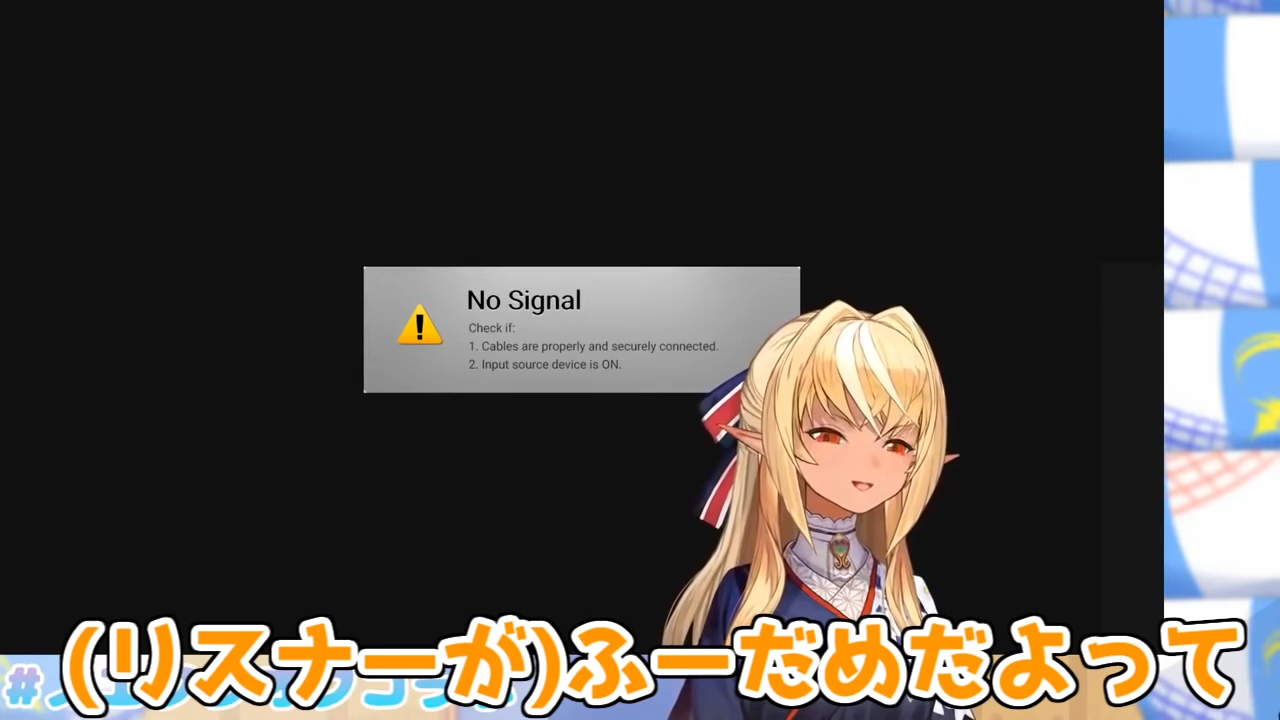 No Signal
Check if:
1. Cables are properly and securely connected.
2. Input source device is ON.
(リスナーが)ふーだめだよって